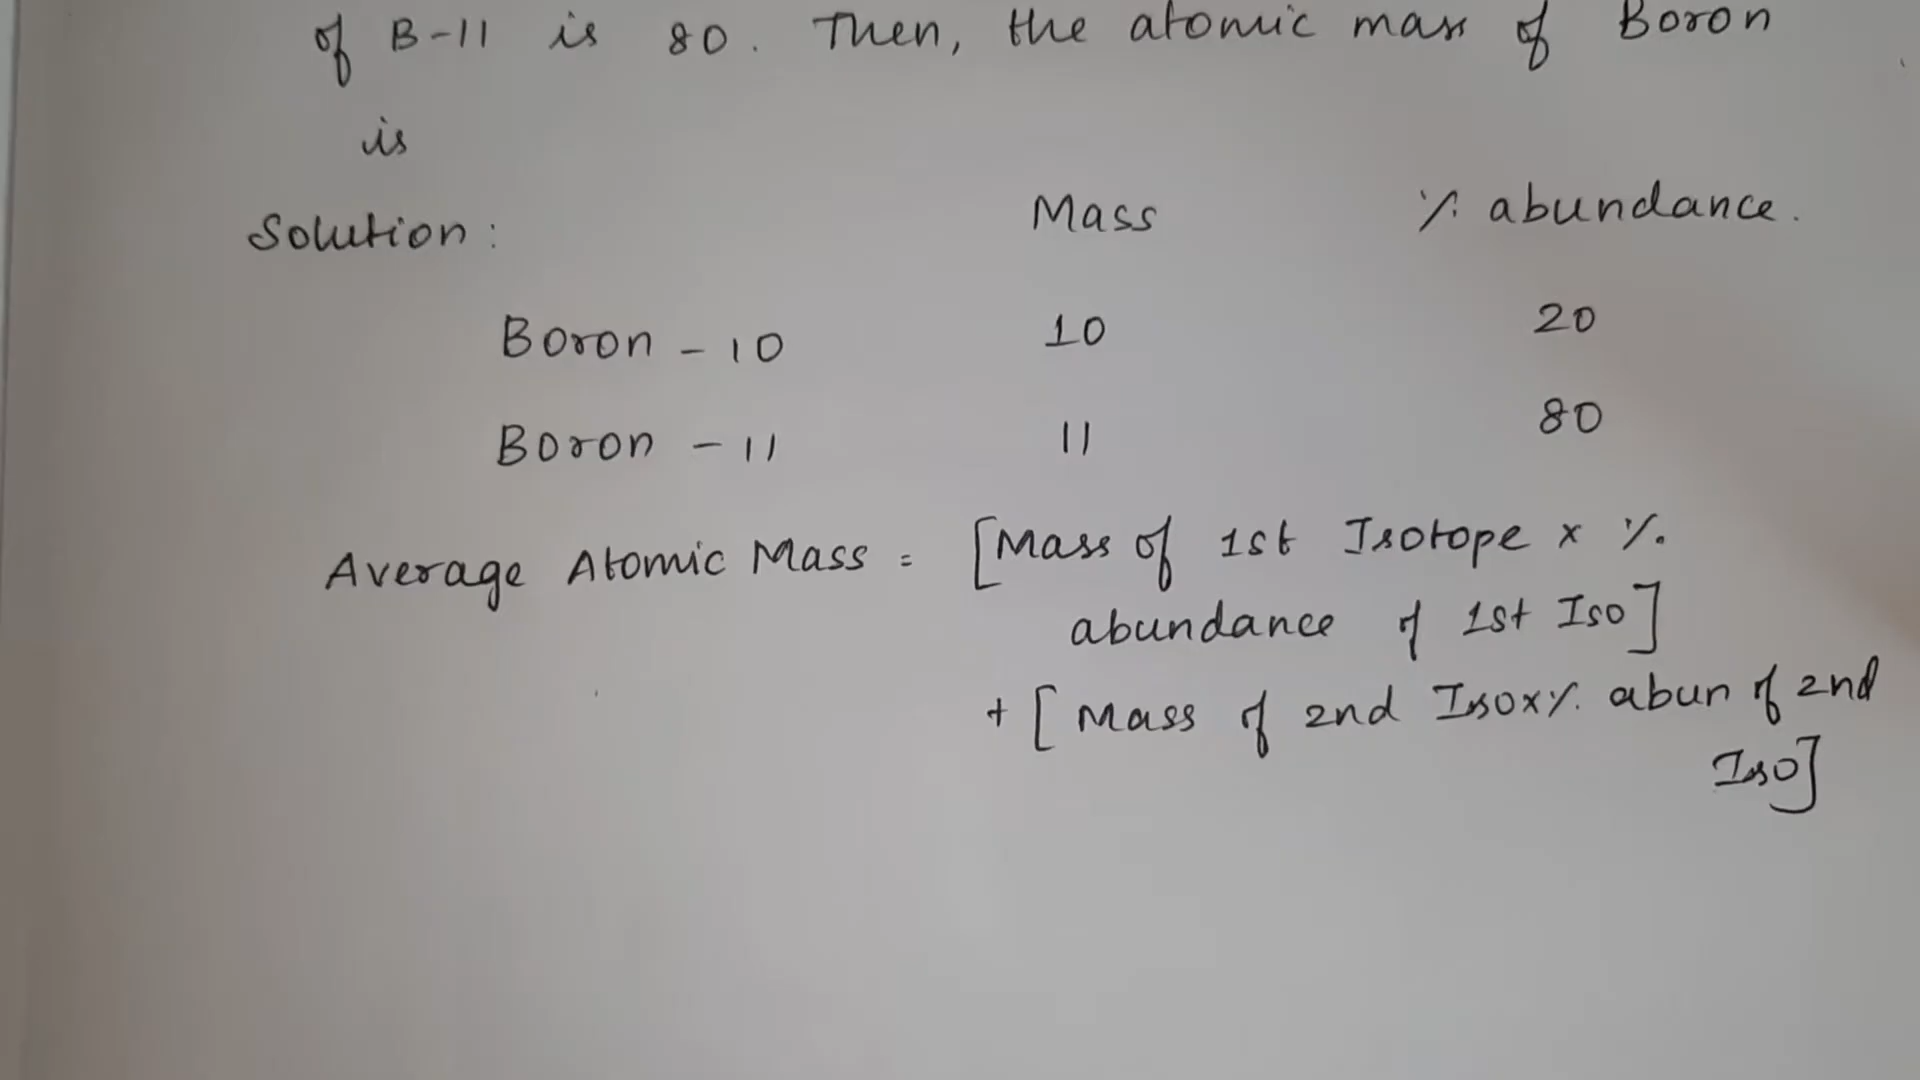 of B-11 is 80. Then, the atomic mass of Boron
is
Solution: Mass % abundance.
Boron - 10 10 20
Boron - 11 11 80
Average Atomic Mass = [Mass of 1st Isotope x %
abundance of 1st Iso]
+ [Mass of 2nd Iso x % abun of 2nd
Iso]